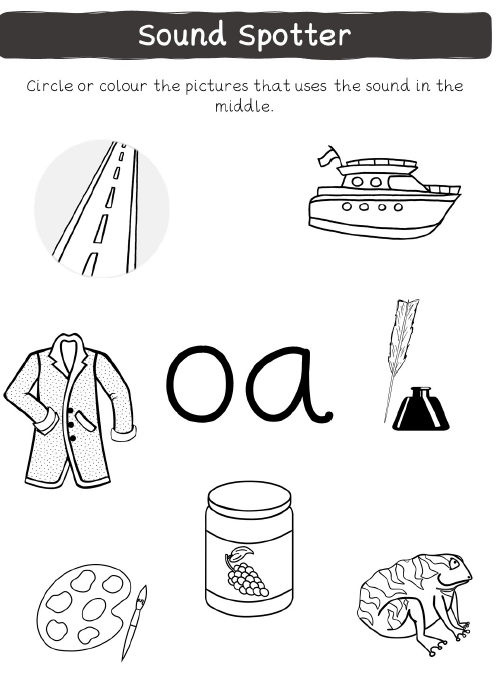 Sound Spotter
Circle or colour the pictures that uses the sound in the
middle.
oa